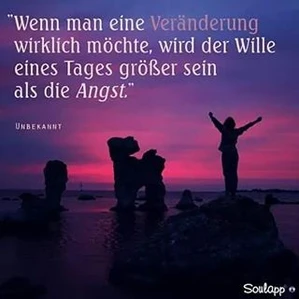 "Wenn man eine Veränderung
wirklich möchte, wird der Wille
eines Tages größer sein
als die Angst."
Unbekannt
Soulapp